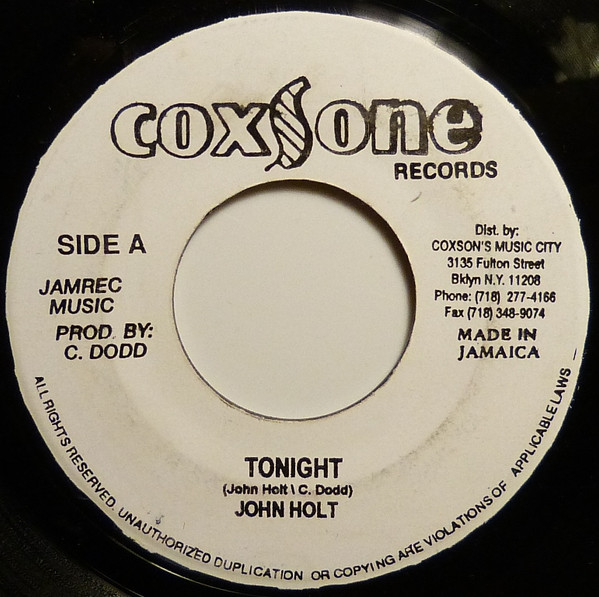 coxsone
RECORDS
SIDE A
JAMREC
MUSIC
PROD. BY:
C. DODD
Dist. by:
COXSON'S MUSIC CITY
3135 Fulton Street
Bklyn N.Y. 11208
Phone: (718) 277-4166
Fax (718) 348-9074
MADE IN
JAMAICA
TONIGHT
(John Holt \ C. Dodd)
JOHN HOLT
ALL RIGHTS RESERVED. UNAUTHORIZED DUPLICATION OR COPYING ARE VIOLATIONS OF APPLICABLE LAWS